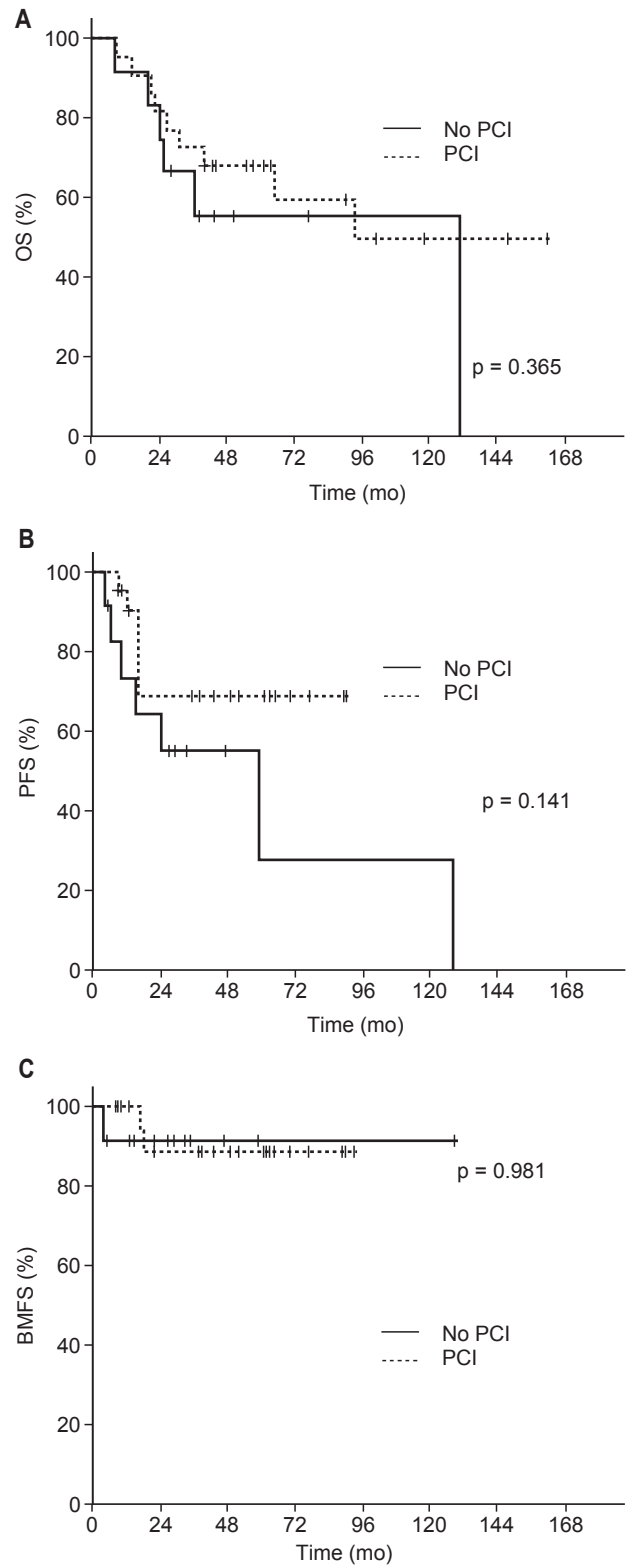 A
100
80
60
40
20
0
OS (%)
No PCI
PCI
p = 0.365
0 24 48 72 96 120 144 168
Time (mo)
B
100
80
60
40
20
0
PFS (%)
No PCI
PCI
p = 0.141
0 24 48 72 96 120 144 168
Time (mo)
C
100
80
60
40
20
0
BMFS (%)
p = 0.981
No PCI
PCI
0 24 48 72 96 120 144 168
Time (mo)